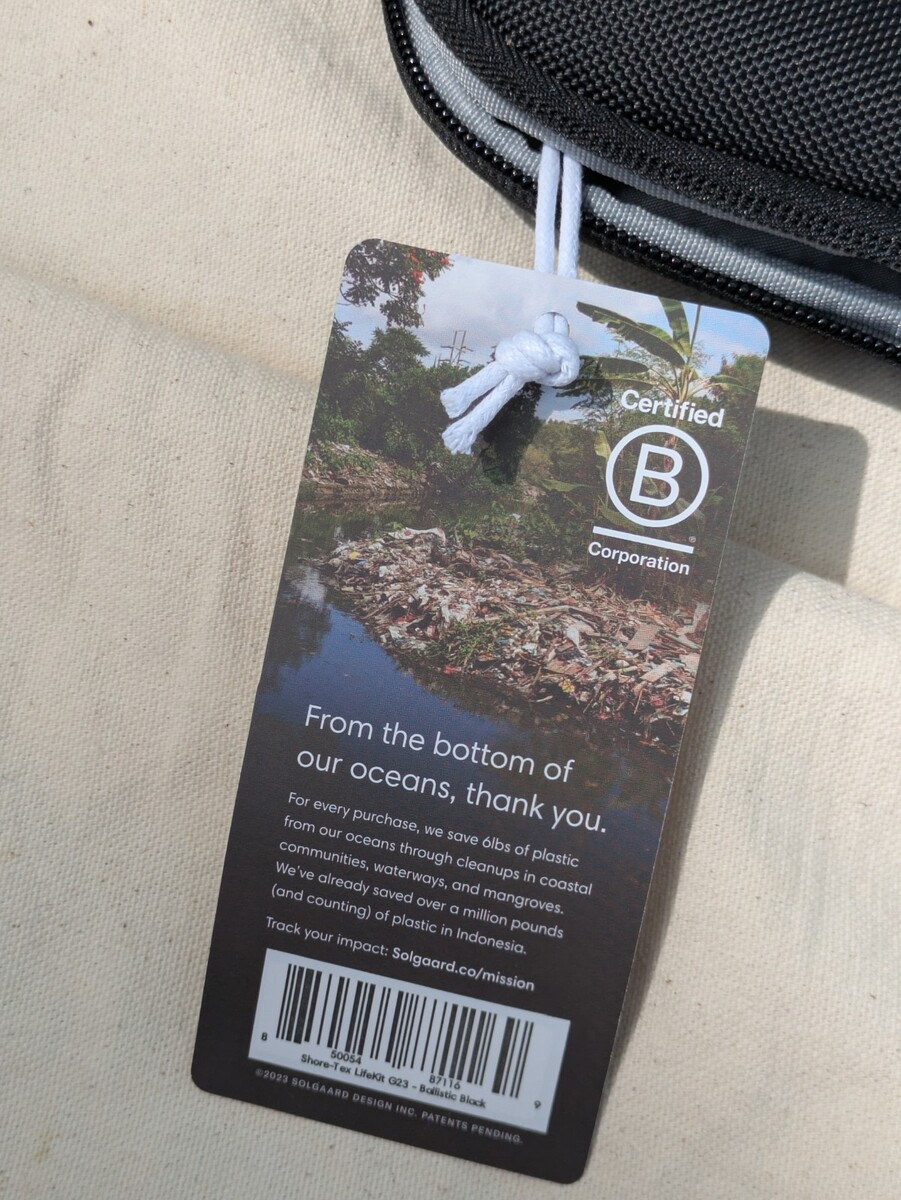 Certified
B
®
Corporation
From the bottom of
our oceans, thank you.
For every purchase, we save 6lbs of plastic
from our oceans through cleanups in coastal
communities, waterways, and mangroves.
We've already saved over a million pounds
(and counting) of plastic in Indonesia.
Track your impact: Solgaard.co/mission
8 50054 87116 9
Shore-Tex LifeKit G23 - Ballistic Black
©2023 SOLGAARD DESIGN INC. PATENTS PENDING.